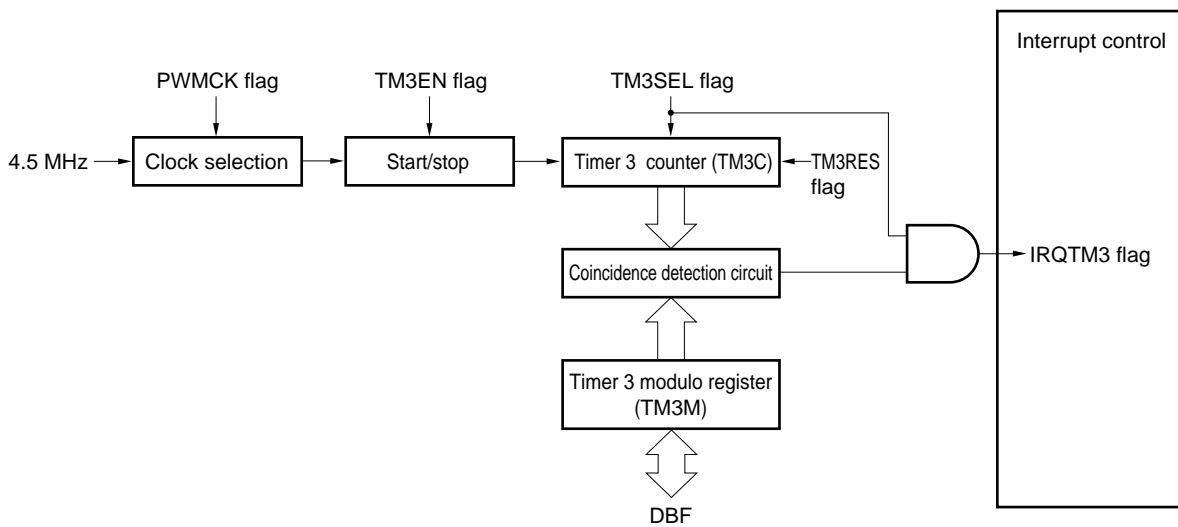 Interrupt control
PWMCK flag
TM3EN flag
TM3SEL flag
4.5 MHz
Clock selection
Start/stop
Timer 3 counter (TM3C)
TM3RES
flag
Coincidence detection circuit
IRQTM3 flag
Timer 3 modulo register
(TM3M)
DBF